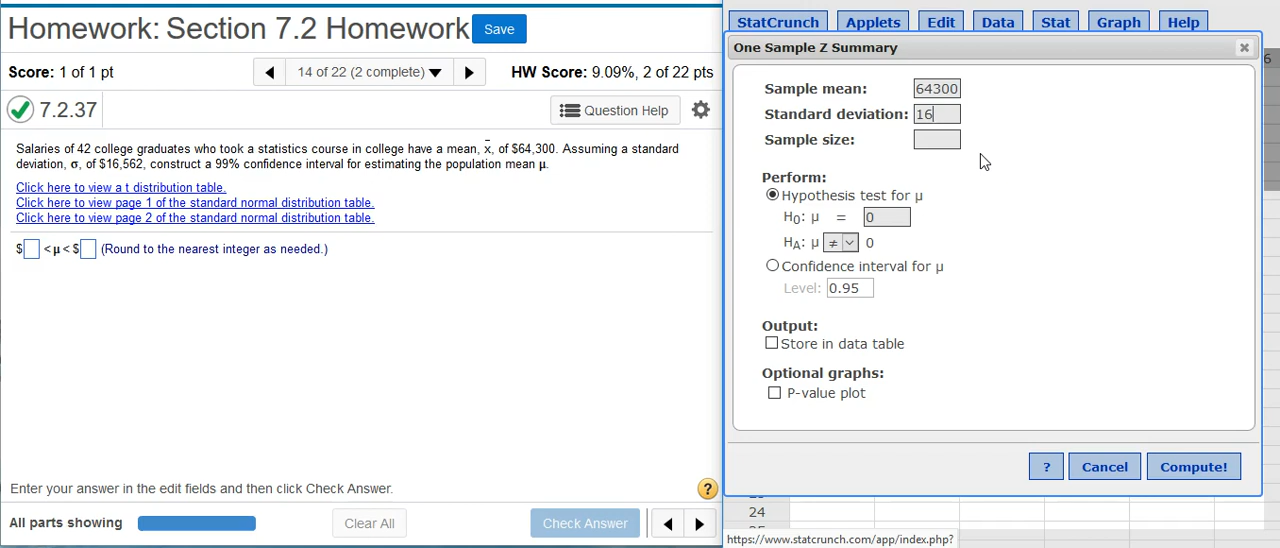 Homework: Section 7.2 Homework Save
Score: 1 of 1 pt 14 of 22 (2 complete) HW Score: 9.09%, 2 of 22 pts
7.2.37 Question Help
Salaries of 42 college graduates who took a statistics course in college have a mean, x̄, of $64,300. Assuming a standard
deviation, σ, of $16,562, construct a 99% confidence interval for estimating the population mean μ.
Click here to view a t distribution table.
Click here to view page 1 of the standard normal distribution table.
Click here to view page 2 of the standard normal distribution table.
$ < μ < $ (Round to the nearest integer as needed.)
Enter your answer in the edit fields and then click Check Answer. ?
All parts showing Clear All Check Answer
StatCrunch Applets Edit Data Stat Graph Help
One Sample Z Summary
6
Sample mean: 64300
Standard deviation: 16
Sample size:
Perform:
Hypothesis test for μ
H0: μ = 0
HA: μ ≠ 0
Confidence interval for μ
Level: 0.95
Output:
Store in data table
Optional graphs:
P-value plot
? Cancel Compute!
24
https://www.statcrunch.com/app/index.php?